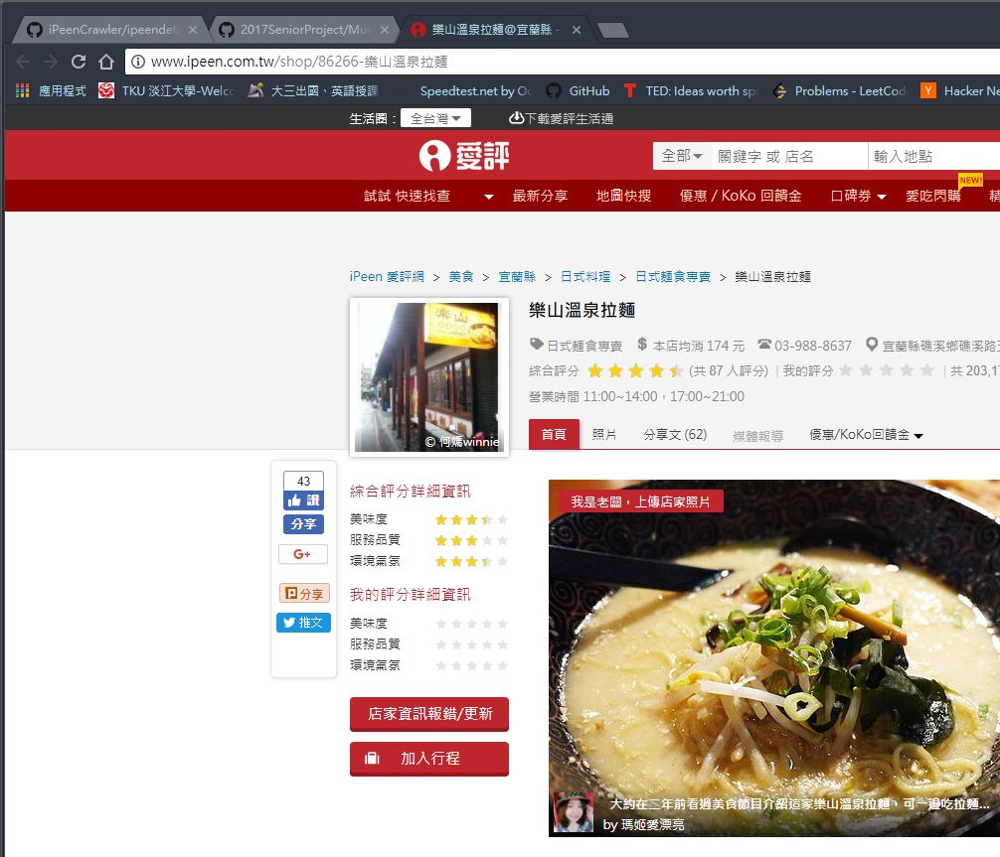 iPeenCrawler/ipeendet
2017SeniorProject/Mu
樂山溫泉拉麵@宜蘭縣 -
www.ipeen.com.tw/shop/86266-樂山溫泉拉麵
應用程式 TKU 淡江大學-Welc 大三出國、英語授課 Speedtest.net by O GitHub TED: Ideas worth sp Problems - LeetCod Hacker Ne
生活圈： 全台灣 下載愛評生活通
愛評 全部 關鍵字 或 店名 輸入地點
NEW!
試試 快速找查 最新分享 地圖快搜 優惠 / KoKo 回饋金 口碑券 愛吃閃購 精
iPeen 愛評網 > 美食 > 宜蘭縣 > 日式料理 > 日式麵食專賣 > 樂山溫泉拉麵
樂山溫泉拉麵
日式麵食專賣 本店均消 174 元 03-988-8637 宜蘭縣礁溪鄉礁溪路五
綜合評分 (共 87 人評分) | 我的評分 | 共 203,17
營業時間 11:00~14:00，17:00~21:00
樂山
© 何媽winnie
首頁 照片 分享文 (62) 媒體報導 優惠/KoKo回饋金
43
讚
分享
G+
分享
推文
綜合評分詳細資訊
美味度
服務品質
環境氣氛
我的評分詳細資訊
美味度
服務品質
環境氣氛
店家資訊報錯/更新
加入行程
我是老闆，上傳店家照片
大約在二年前看過美食節目介紹這家樂山溫泉拉麵，可一邊吃拉麵...
by 瑪姬愛漂亮